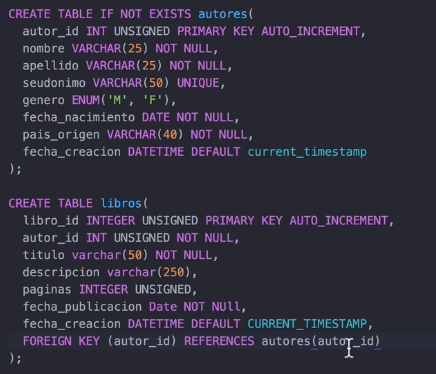 CREATE TABLE IF NOT EXISTS autores(
autor_id INT UNSIGNED PRIMARY KEY AUTO_INCREMENT,
nombre VARCHAR(25) NOT NULL,
apellido VARCHAR(25) NOT NULL,
seudonimo VARCHAR(50) UNIQUE,
genero ENUM('M', 'F'),
fecha_nacimiento DATE NOT NULL,
pais_origen VARCHAR(40) NOT NULL,
fecha_creacion DATETIME DEFAULT current_timestamp
);
CREATE TABLE libros(
libro_id INTEGER UNSIGNED PRIMARY KEY AUTO_INCREMENT,
autor_id INT UNSIGNED NOT NULL,
titulo varchar(50) NOT NULL,
descripcion varchar(250),
paginas INTEGER UNSIGNED,
fecha_publicacion Date NOT NUll,
fecha_creacion DATETIME DEFAULT CURRENT_TIMESTAMP,
FOREIGN KEY (autor_id) REFERENCES autores(autor_id)
);